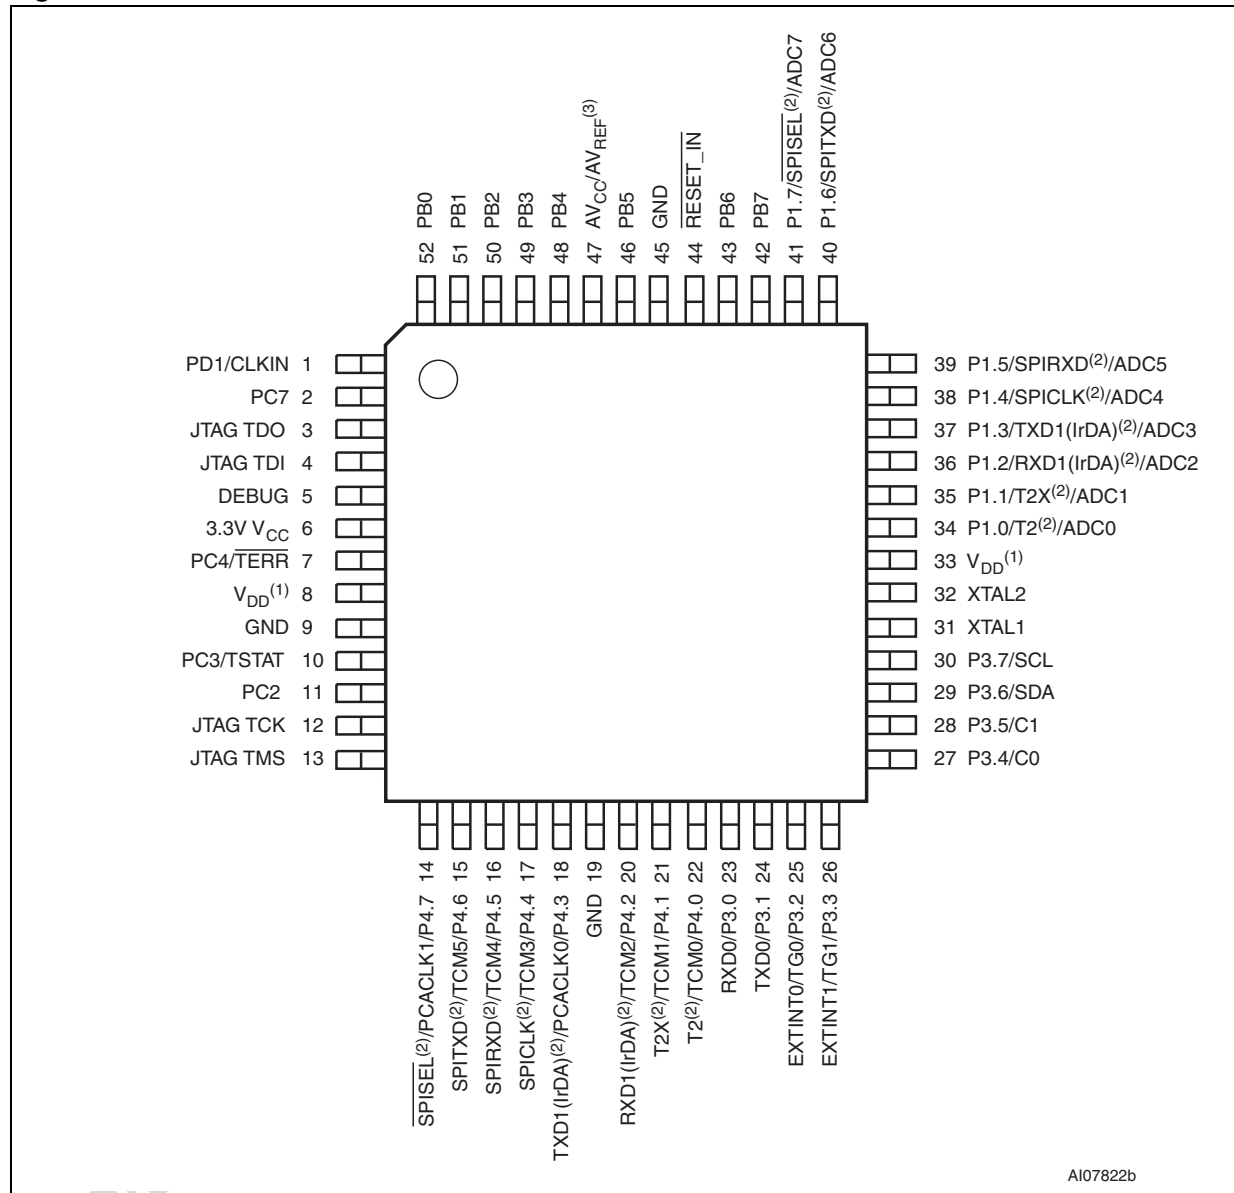 52 PB0
51 PB1
50 PB2
49 PB3
48 PB4
47 AVCC/AVREF(3)
46 PB5
45 GND
44 RESET_IN
43 PB6
42 PB7
41 P1.7/SPISEL(2)/ADC7
40 P1.6/SPITXD(2)/ADC6
PD1/CLKIN 1
PC7 2
JTAG TDO 3
JTAG TDI 4
DEBUG 5
3.3V VCC 6
PC4/TERR 7
VDD(1) 8
GND 9
PC3/TSTAT 10
PC2 11
JTAG TCK 12
JTAG TMS 13
39 P1.5/SPIRXD(2)/ADC5
38 P1.4/SPICLK(2)/ADC4
37 P1.3/TXD1(IrDA)(2)/ADC3
36 P1.2/RXD1(IrDA)(2)/ADC2
35 P1.1/T2X(2)/ADC1
34 P1.0/T2(2)/ADC0
33 VDD(1)
32 XTAL2
31 XTAL1
30 P3.7/SCL
29 P3.6/SDA
28 P3.5/C1
27 P3.4/C0
SPISEL(2)/PCACLK1/P4.7 14
SPITXD(2)/TCM5/P4.6 15
SPIRXD(2)/TCM4/P4.5 16
SPICLK(2)/TCM3/P4.4 17
TXD1(IrDA)(2)/PCACLK0/P4.3 18
GND 19
RXD1(IrDA)(2)/TCM2/P4.2 20
T2X(2)/TCM1/P4.1 21
T2(2)/TCM0/P4.0 22
RXD0/P3.0 23
TXD0/P3.1 24
EXTINT0/TG0/P3.2 25
EXTINT1/TG1/P3.3 26
AI07822b